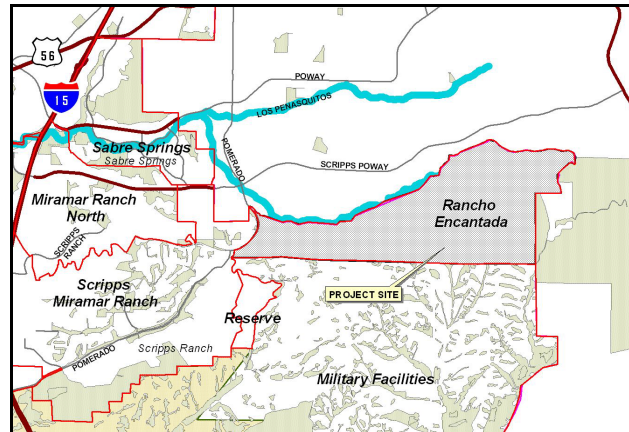 56
15
POWAY
LOS PENASQUITOS
Sabre Springs
Sabre Springs
POMERADO
SCRIPPS POWAY
Miramar Ranch
North
Rancho
Encantada
SCRIPPS
RANCH
Scripps
Miramar Ranch
PROJECT SITE
Reserve
Scripps Ranch
POMERADO
Military Facilities